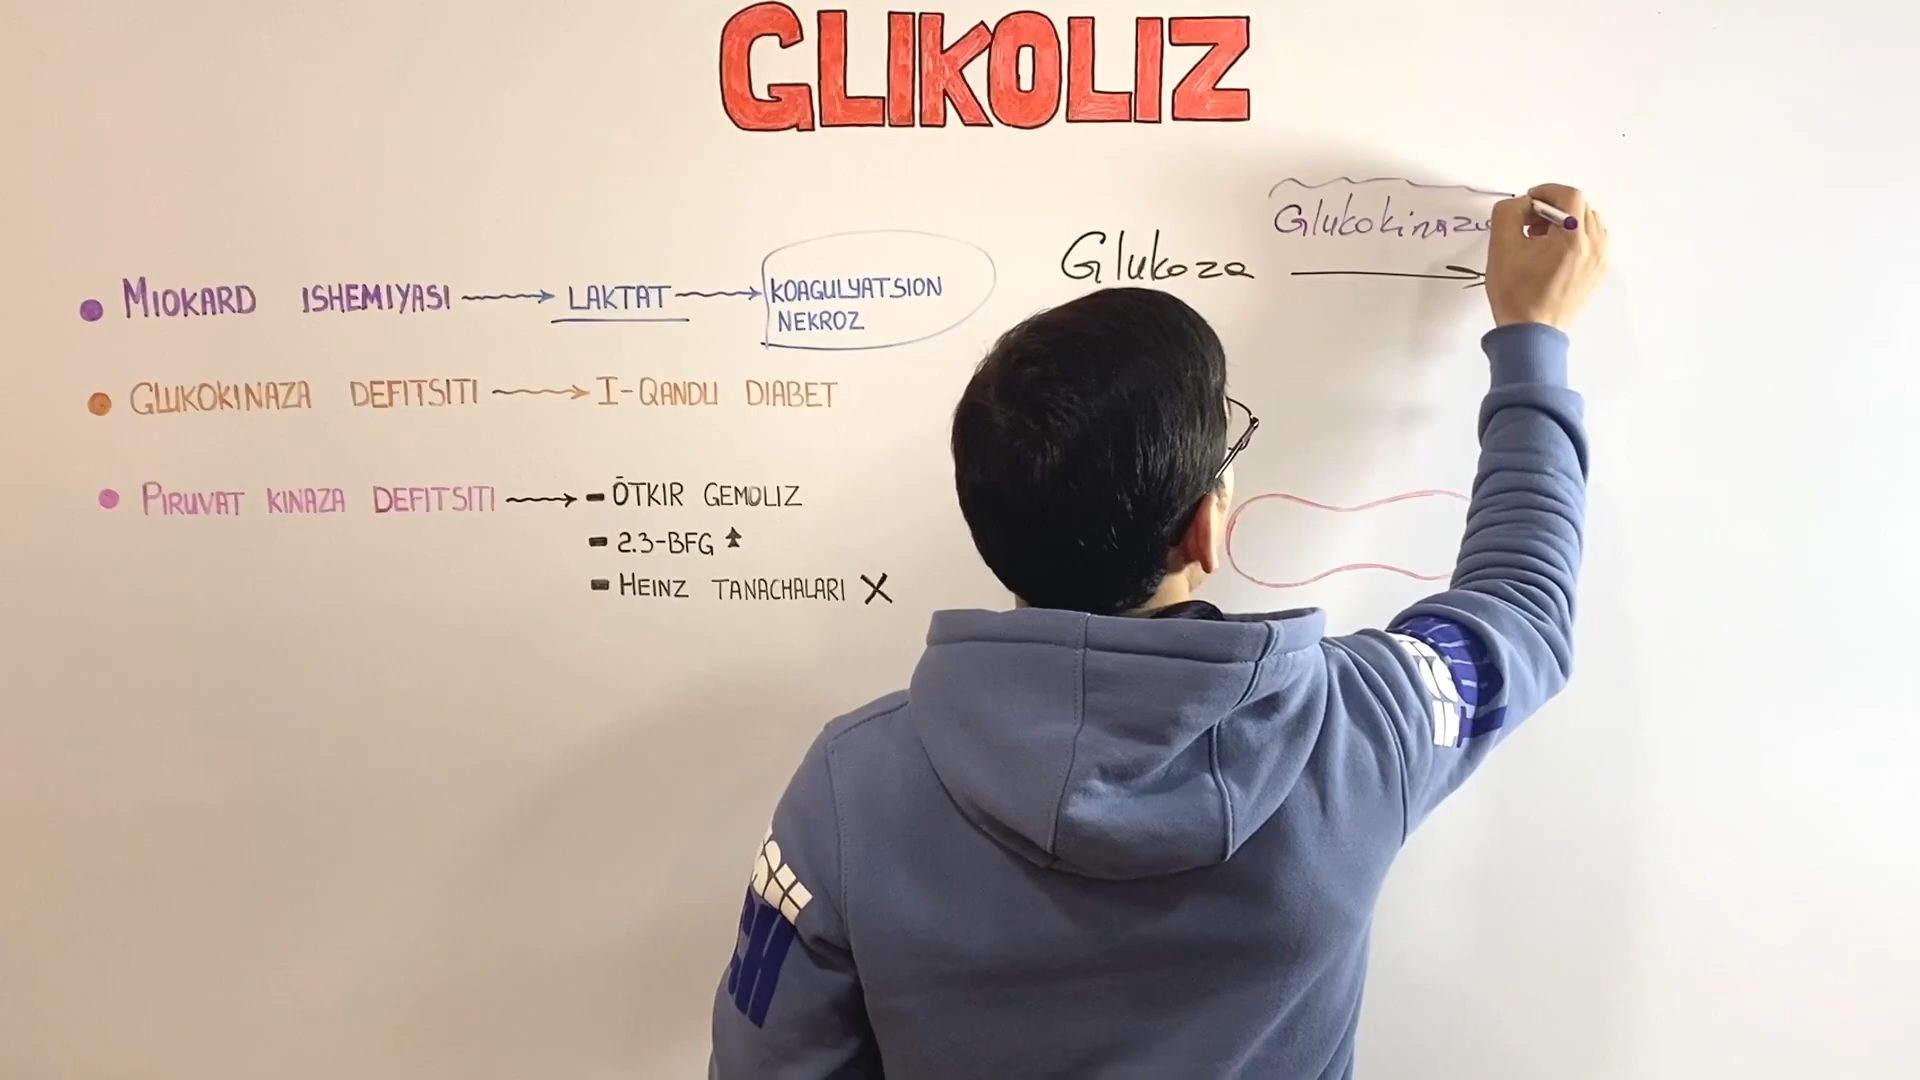 GLIKOLIZ
MIOKARD ISHEMIYASI → LAKTAT → KOAGULYATSION
NEKROZ
GLUKOKINAZA DEFITSITI → I-QANDLI DIABET
PIRUVAT KINAZA DEFITSITI → - ŌTKIR GEMOLIZ
- 2.3-BFG ↑
- HEINZ TANACHALARI X
Glukokinaza
Glukoza →